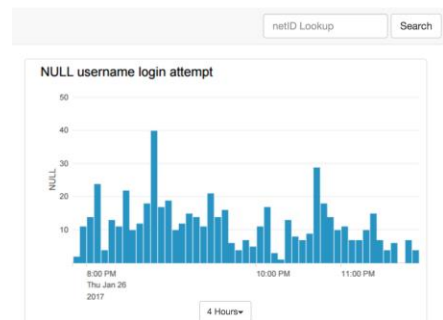 netID Lookup
Search
NULL username login attempt
50
40
30
20
10
NULL
8:00 PM
Thu Jan 26
2017
10:00 PM
11:00 PM
4 Hours